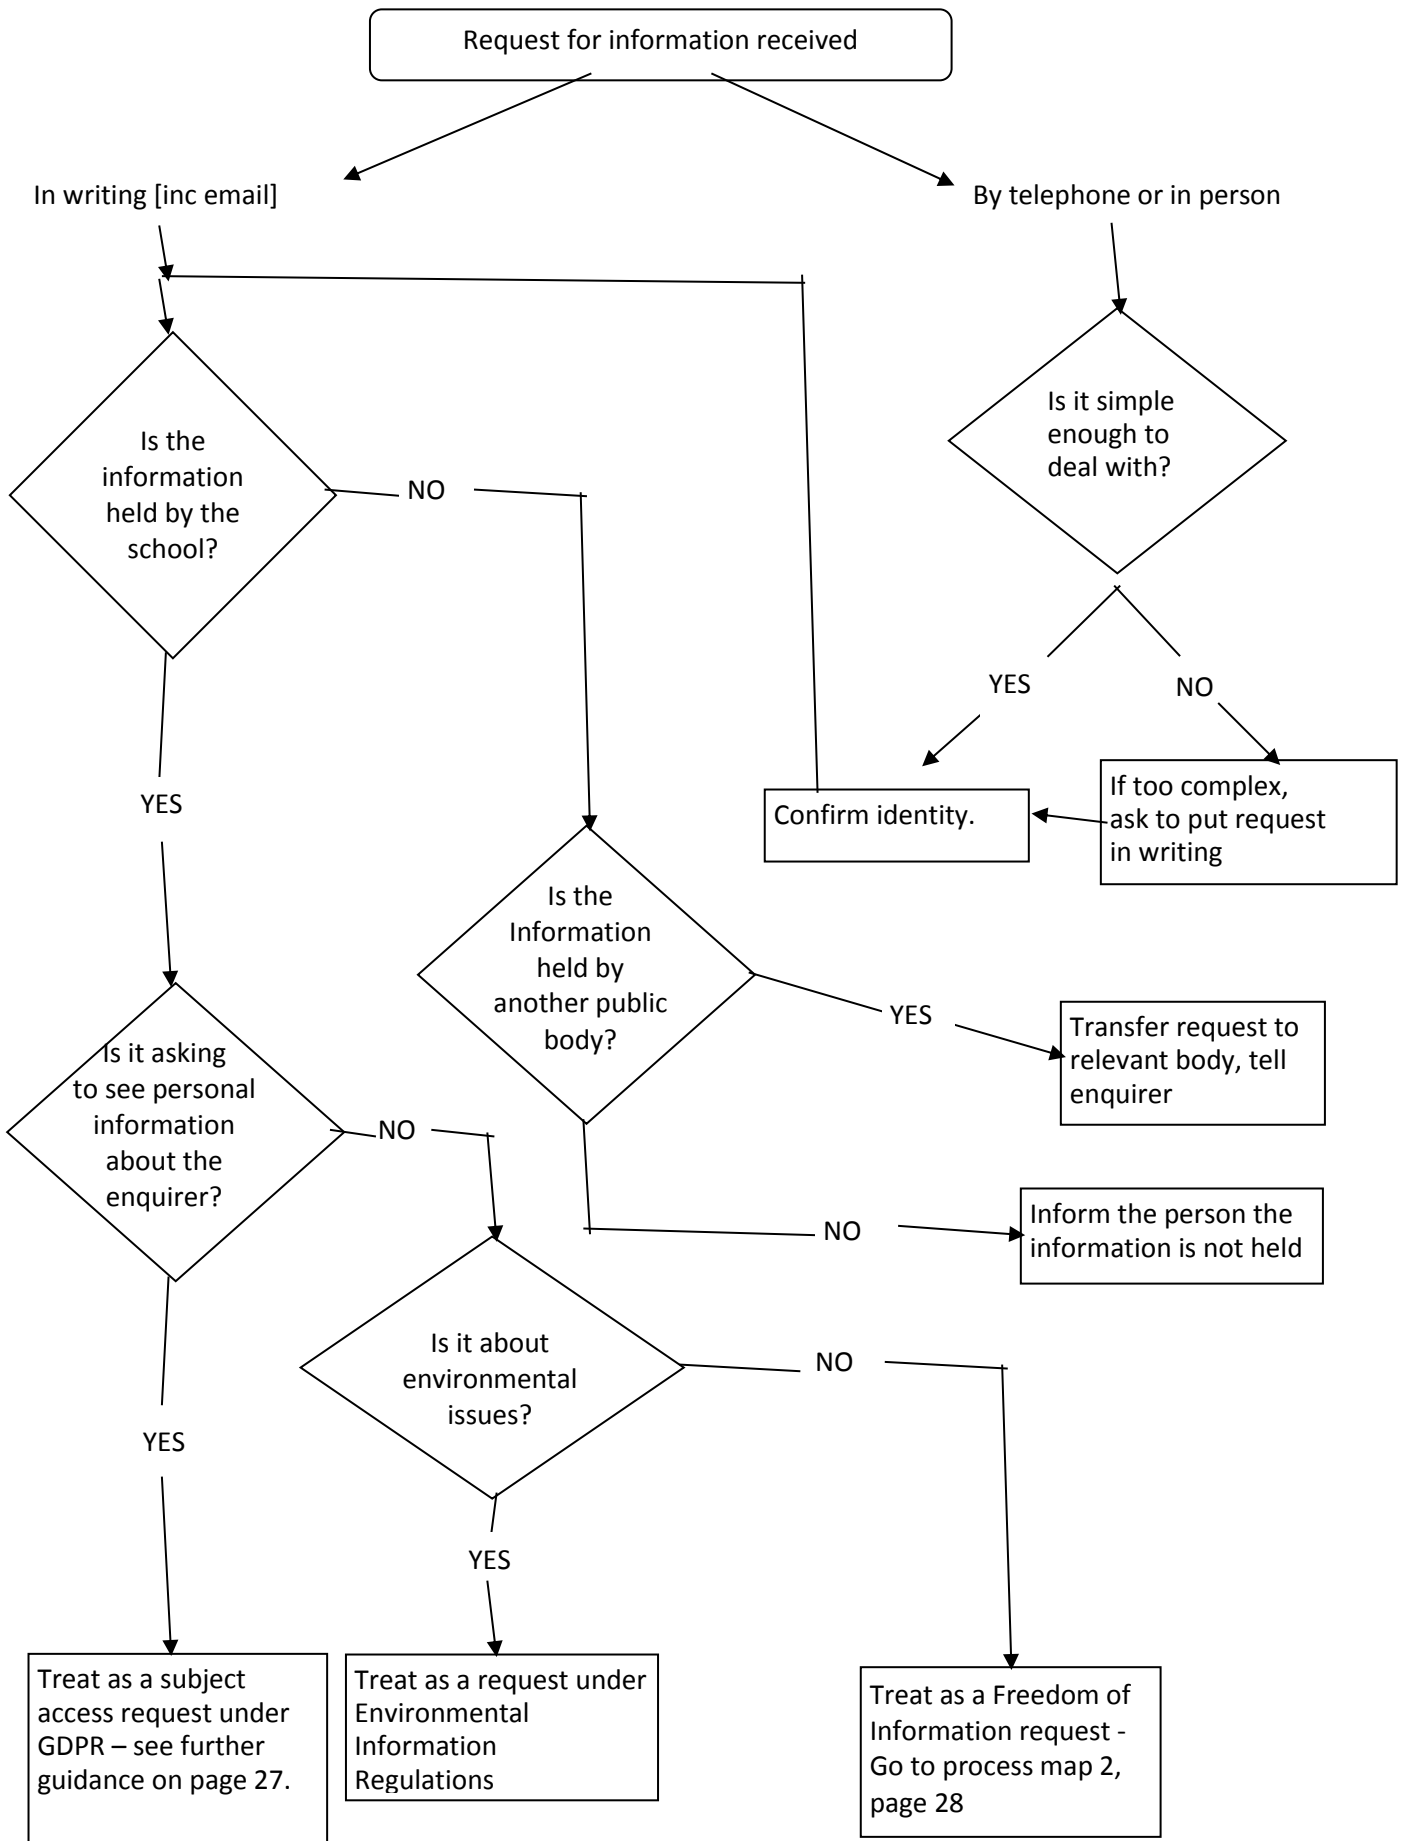 Request for information received
In writing [inc email]
By telephone or in person
Is it simple
enough to
deal with?
Is the
information
held by the
school?
NO
YES
NO
If too complex,
ask to put request
in writing
Confirm identity.
YES
Is the
Information
held by
another public
body?
YES
Transfer request to
relevant body, tell
enquirer
Is it asking
to see personal
information
about the
enquirer?
NO
NO
Inform the person the
information is not held
Is it about
environmental
issues?
NO
YES
YES
Treat as a subject
access request under
GDPR – see further
guidance on page 27.
Treat as a request under
Environmental
Information
Regulations
Treat as a Freedom of
Information request -
Go to process map 2,
page 28